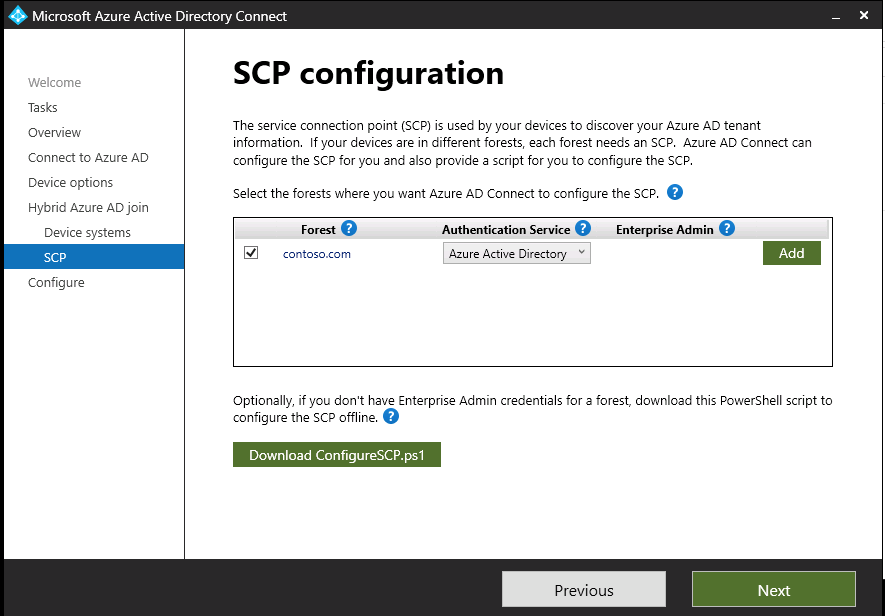 Microsoft Azure Active Directory Connect
Welcome
Tasks
Overview
Connect to Azure AD
Device options
Hybrid Azure AD join
Device systems
SCP
Configure
SCP configuration
The service connection point (SCP) is used by your devices to discover your Azure AD tenant
information.  If your devices are in different forests, each forest needs an SCP.  Azure AD Connect can
configure the SCP for you and also provide a script for you to configure the SCP.
Select the forests where you want Azure AD Connect to configure the SCP. ?
Forest ? Authentication Service ? Enterprise Admin ?
contoso.com Azure Active Directory Add
Optionally, if you don't have Enterprise Admin credentials for a forest, download this PowerShell script to
configure the SCP offline. ?
Download ConfigureSCP.ps1
Previous Next